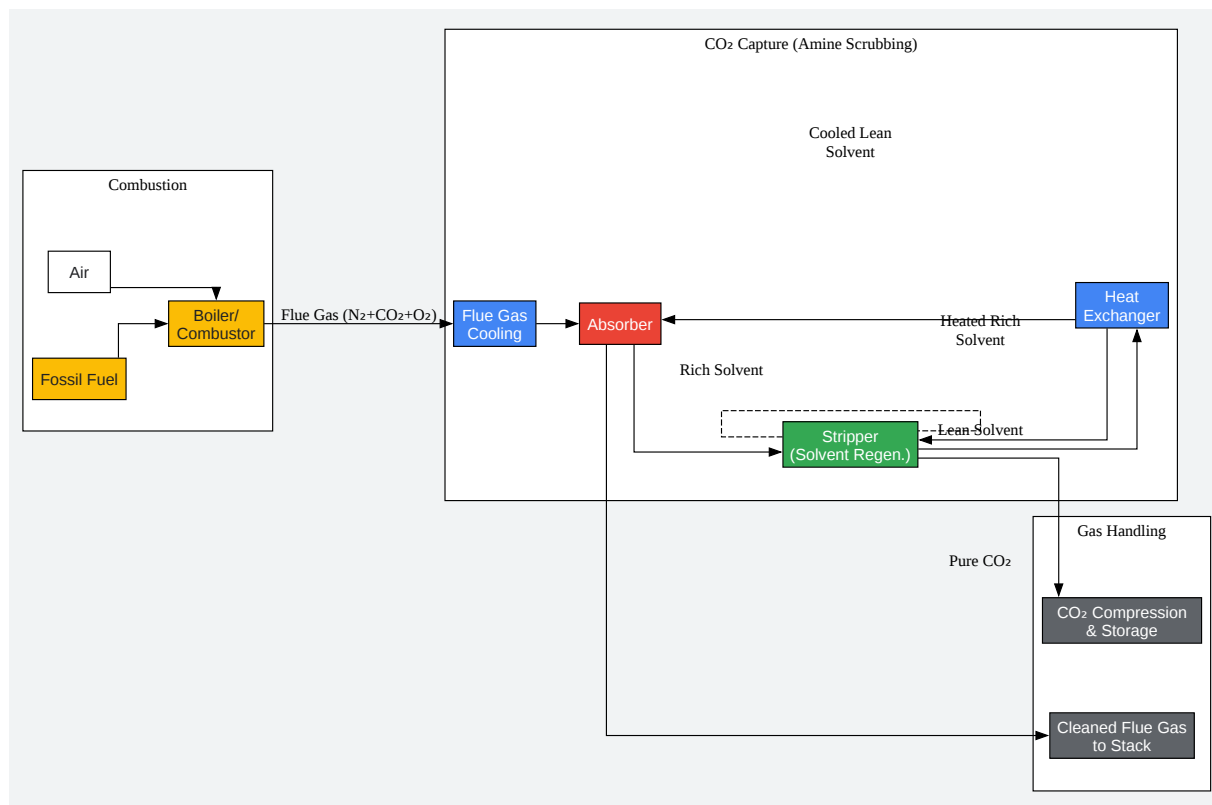 CO₂ Capture (Amine Scrubbing)
Cooled Lean
Solvent
Combustion
Air
Boiler/
Combustor
Fossil Fuel
Flue Gas (N₂+CO₂+O₂)
Flue Gas
Cooling
Absorber
Heat
Exchanger
Heated Rich
Solvent
Rich Solvent
Lean Solvent
Stripper
(Solvent Regen.)
Gas Handling
Pure CO₂
CO₂ Compression
& Storage
Cleaned Flue Gas
to Stack